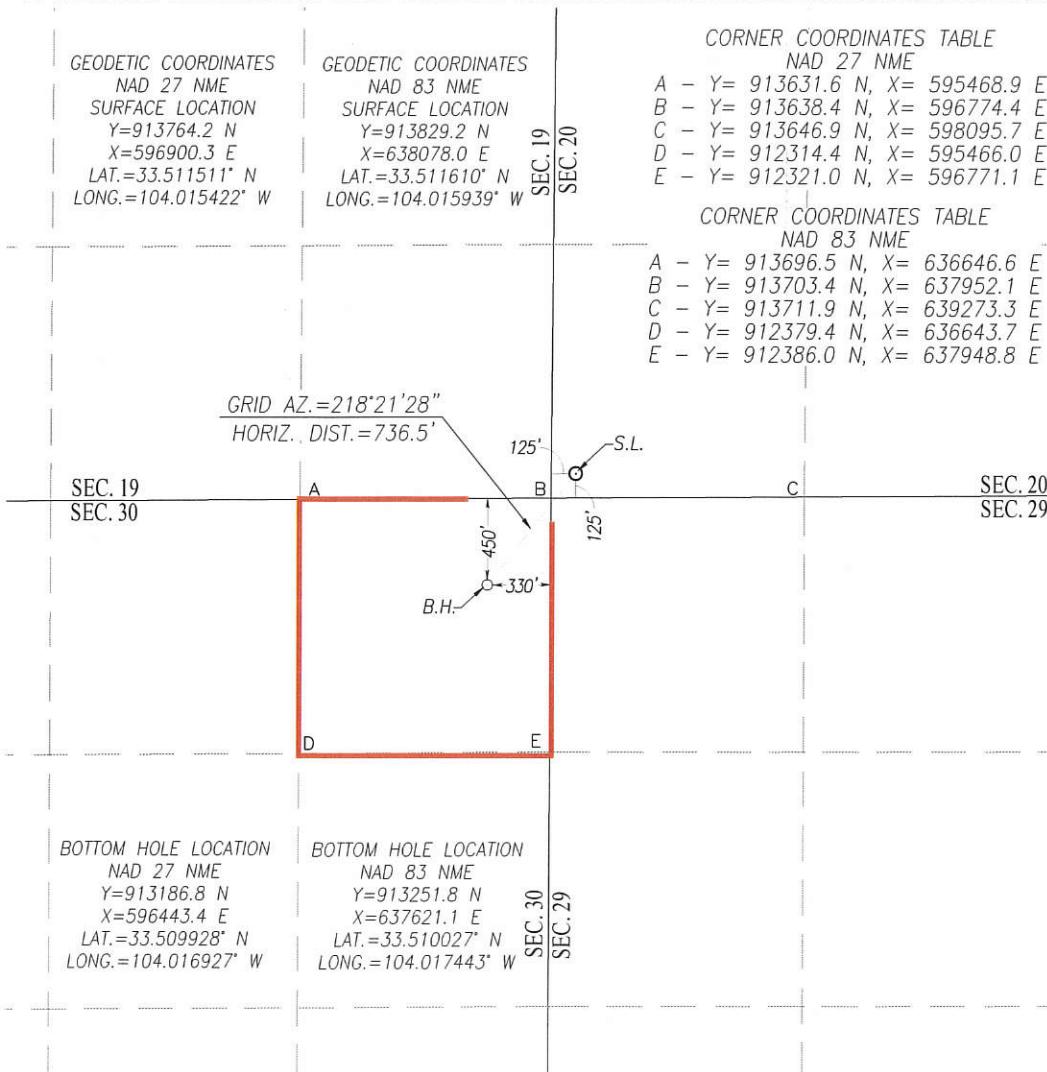 GEODETIC COORDINATES
NAD 27 NME
SURFACE LOCATION
Y=913764.2 N
X=596900.3 E
LAT.=33.511511° N
LONG.=104.015422° W
GEODETIC COORDINATES
NAD 83 NME
SURFACE LOCATION
Y=913829.2 N
X=638078.0 E
LAT.=33.511610° N
LONG.=104.015939° W
SEC. 19
SEC. 20
CORNER COORDINATES TABLE
NAD 27 NME
A - Y= 913631.6 N, X= 595468.9 E
B - Y= 913638.4 N, X= 596774.4 E
C - Y= 913646.9 N, X= 598095.7 E
D - Y= 912314.4 N, X= 595466.0 E
E - Y= 912321.0 N, X= 596771.1 E
CORNER COORDINATES TABLE
NAD 83 NME
A - Y= 913696.5 N, X= 636646.6 E
B - Y= 913703.4 N, X= 637952.1 E
C - Y= 913711.9 N, X= 639273.3 E
D - Y= 912379.4 N, X= 636643.7 E
E - Y= 912386.0 N, X= 637948.8 E
GRID AZ.=218°21'28"
HORIZ. DIST.=736.5'
125'
S.L.
SEC. 19
SEC. 30
A
B
C
SEC. 20
SEC. 29
125'
450'
330'
B.H.
D
E
BOTTOM HOLE LOCATION
NAD 27 NME
Y=913186.8 N
X=596443.4 E
LAT.=33.509928° N
LONG.=104.016927° W
BOTTOM HOLE LOCATION
NAD 83 NME
Y=913251.8 N
X=637621.1 E
LAT.=33.510027° N
LONG.=104.017443° W
SEC. 30
SEC. 29